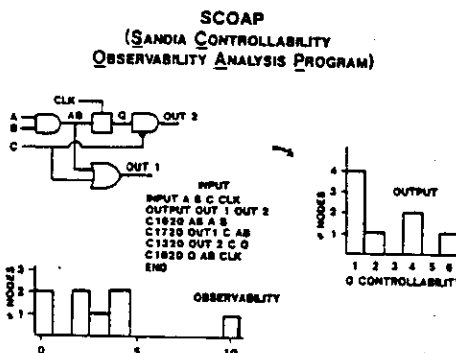 SCOAP
(SANDIA CONTROLLABILITY
OBSERVABILITY ANALYSIS PROGRAM)
CLK
A
B
C
AB
Q
OUT 2
OUT 1
INPUT
INPUT A B C CLK
OUTPUT OUT 1 OUT 2
C1620 AB A B
C1720 OUT1 C AB
C1320 OUT 2 C Q
C1820 Q AB CLK
END
# NODES
4
3
2
1
OUTPUT
1 2 3 4 5 6
0 CONTROLLABILITY
# NODES
3
2
1
OBSERVABILITY
0 5 10